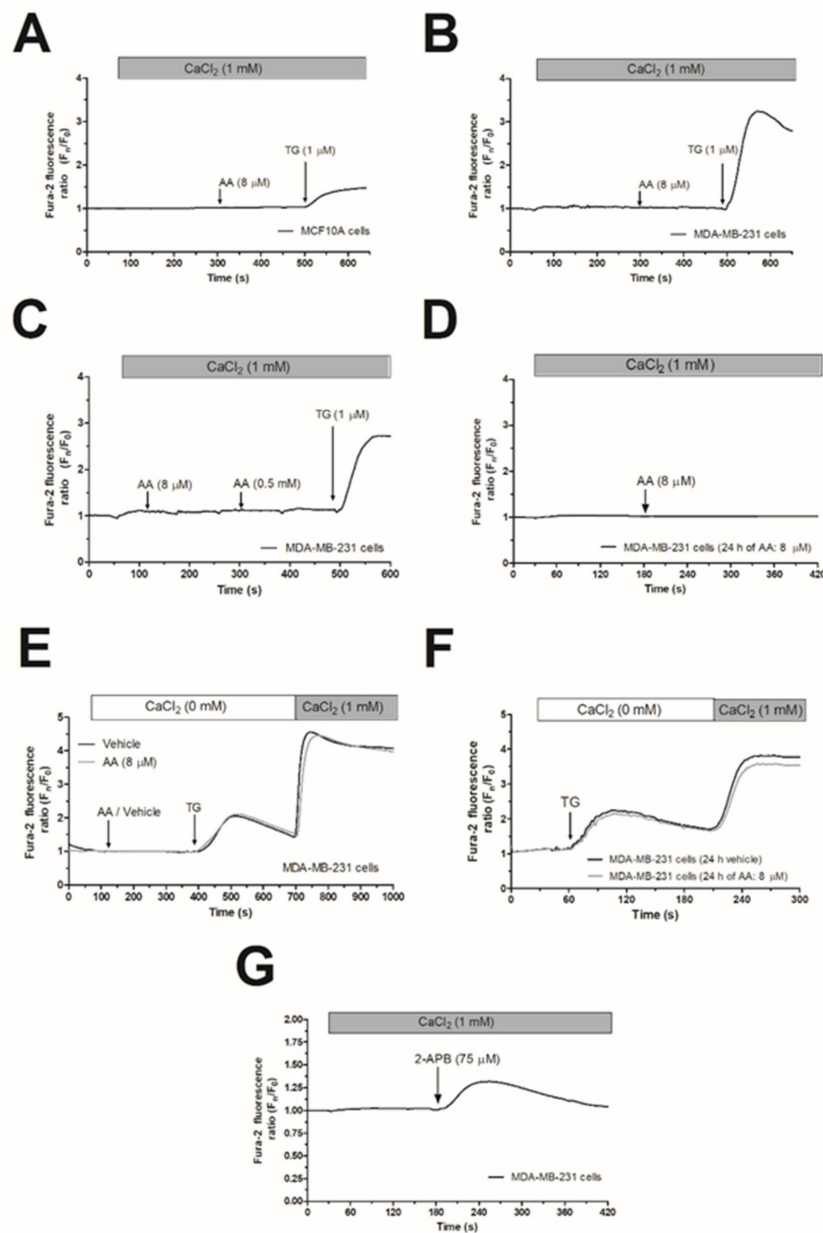 A
CaCl₂ (1 mM)
Fura-2 fluorescence
ratio (Fₙ/F₀)
4
3
2
1
0
AA (8 µM)
TG (1 µM)
MCF10A cells
0 100 200 300 400 500 600
Time (s)
B
CaCl₂ (1 mM)
Fura-2 fluorescence
ratio (Fₙ/F₀)
4
3
2
1
0
AA (8 µM)
TG (1 µM)
MDA-MB-231 cells
0 100 200 300 400 500 600
Time (s)
C
CaCl₂ (1 mM)
Fura-2 fluorescence
ratio (Fₙ/F₀)
4
3
2
1
0
AA (8 µM)
AA (0.5 mM)
TG (1 µM)
MDA-MB-231 cells
0 100 200 300 400 500 600
Time (s)
D
CaCl₂ (1 mM)
Fura-2 fluorescence
ratio (Fₙ/F₀)
4
3
2
1
0
AA (8 µM)
MDA-MB-231 cells (24 h of AA: 8 µM)
0 60 120 180 240 300 360 420
Time (s)
E
CaCl₂ (0 mM)
CaCl₂ (1 mM)
Fura-2 fluorescence
ratio (Fₙ/F₀)
5
4
3
2
1
0
Vehicle
AA (8 µM)
AA / Vehicle
TG
MDA-MB-231 cells
0 100 200 300 400 500 600 700 800 900 1000
Time (s)
F
CaCl₂ (0 mM)
CaCl₂ (1 mM)
Fura-2 fluorescence
ratio (Fₙ/F₀)
5
4
3
2
1
0
TG
MDA-MB-231 cells (24 h vehicle)
MDA-MB-231 cells (24 h of AA: 8 µM)
0 60 120 180 240 300
Time (s)
G
CaCl₂ (1 mM)
Fura-2 fluorescence
ratio (Fₙ/F₀)
2.00
1.75
1.50
1.25
1.00
0.75
0.50
0.25
0.00
2-APB (75 µM)
MDA-MB-231 cells
0 60 120 180 240 300 360 420
Time (s)